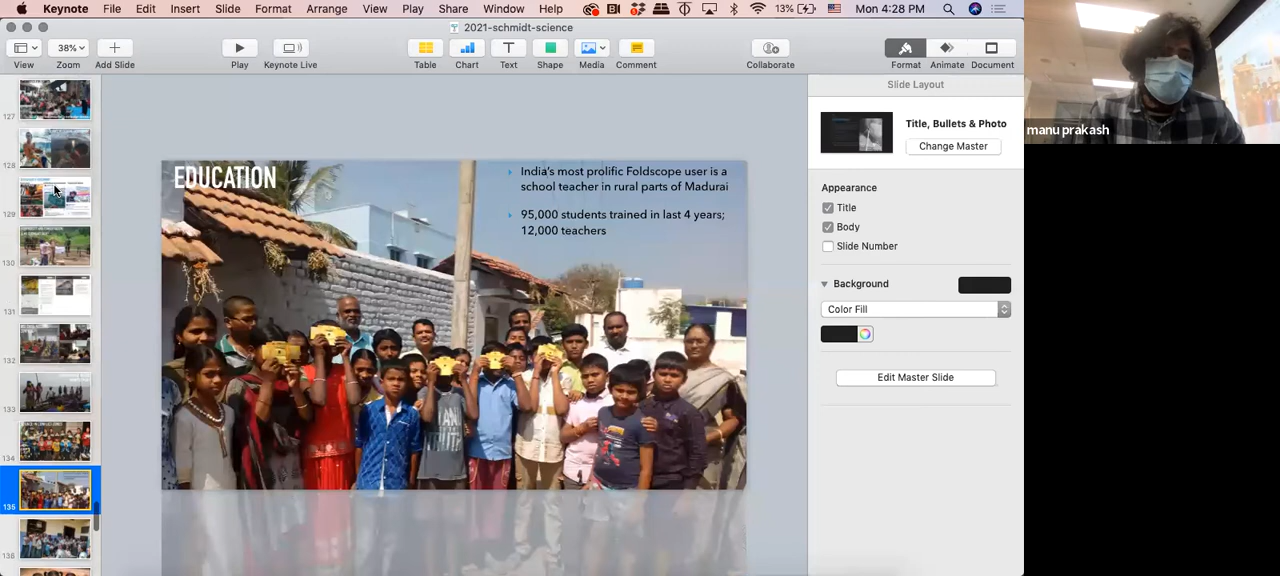 Keynote File Edit Insert Slide Format Arrange View Play Share Window Help 13% Mon 4:28 PM
2021-schmidt-science
38%
View Zoom Add Slide Play Keynote Live Table Chart Text Shape Media Comment Collaborate Format Animate Document
Slide Layout
Title, Bullets & Photo
Change Master
Appearance
Title
Body
Slide Number
Background
Color Fill
Edit Master Slide
127
128
129
130
131
132
133
134
135
136
EDUCATION
India's most prolific Foldscope user is a
school teacher in rural parts of Madurai
95,000 students trained in last 4 years;
12,000 teachers
manu prakash